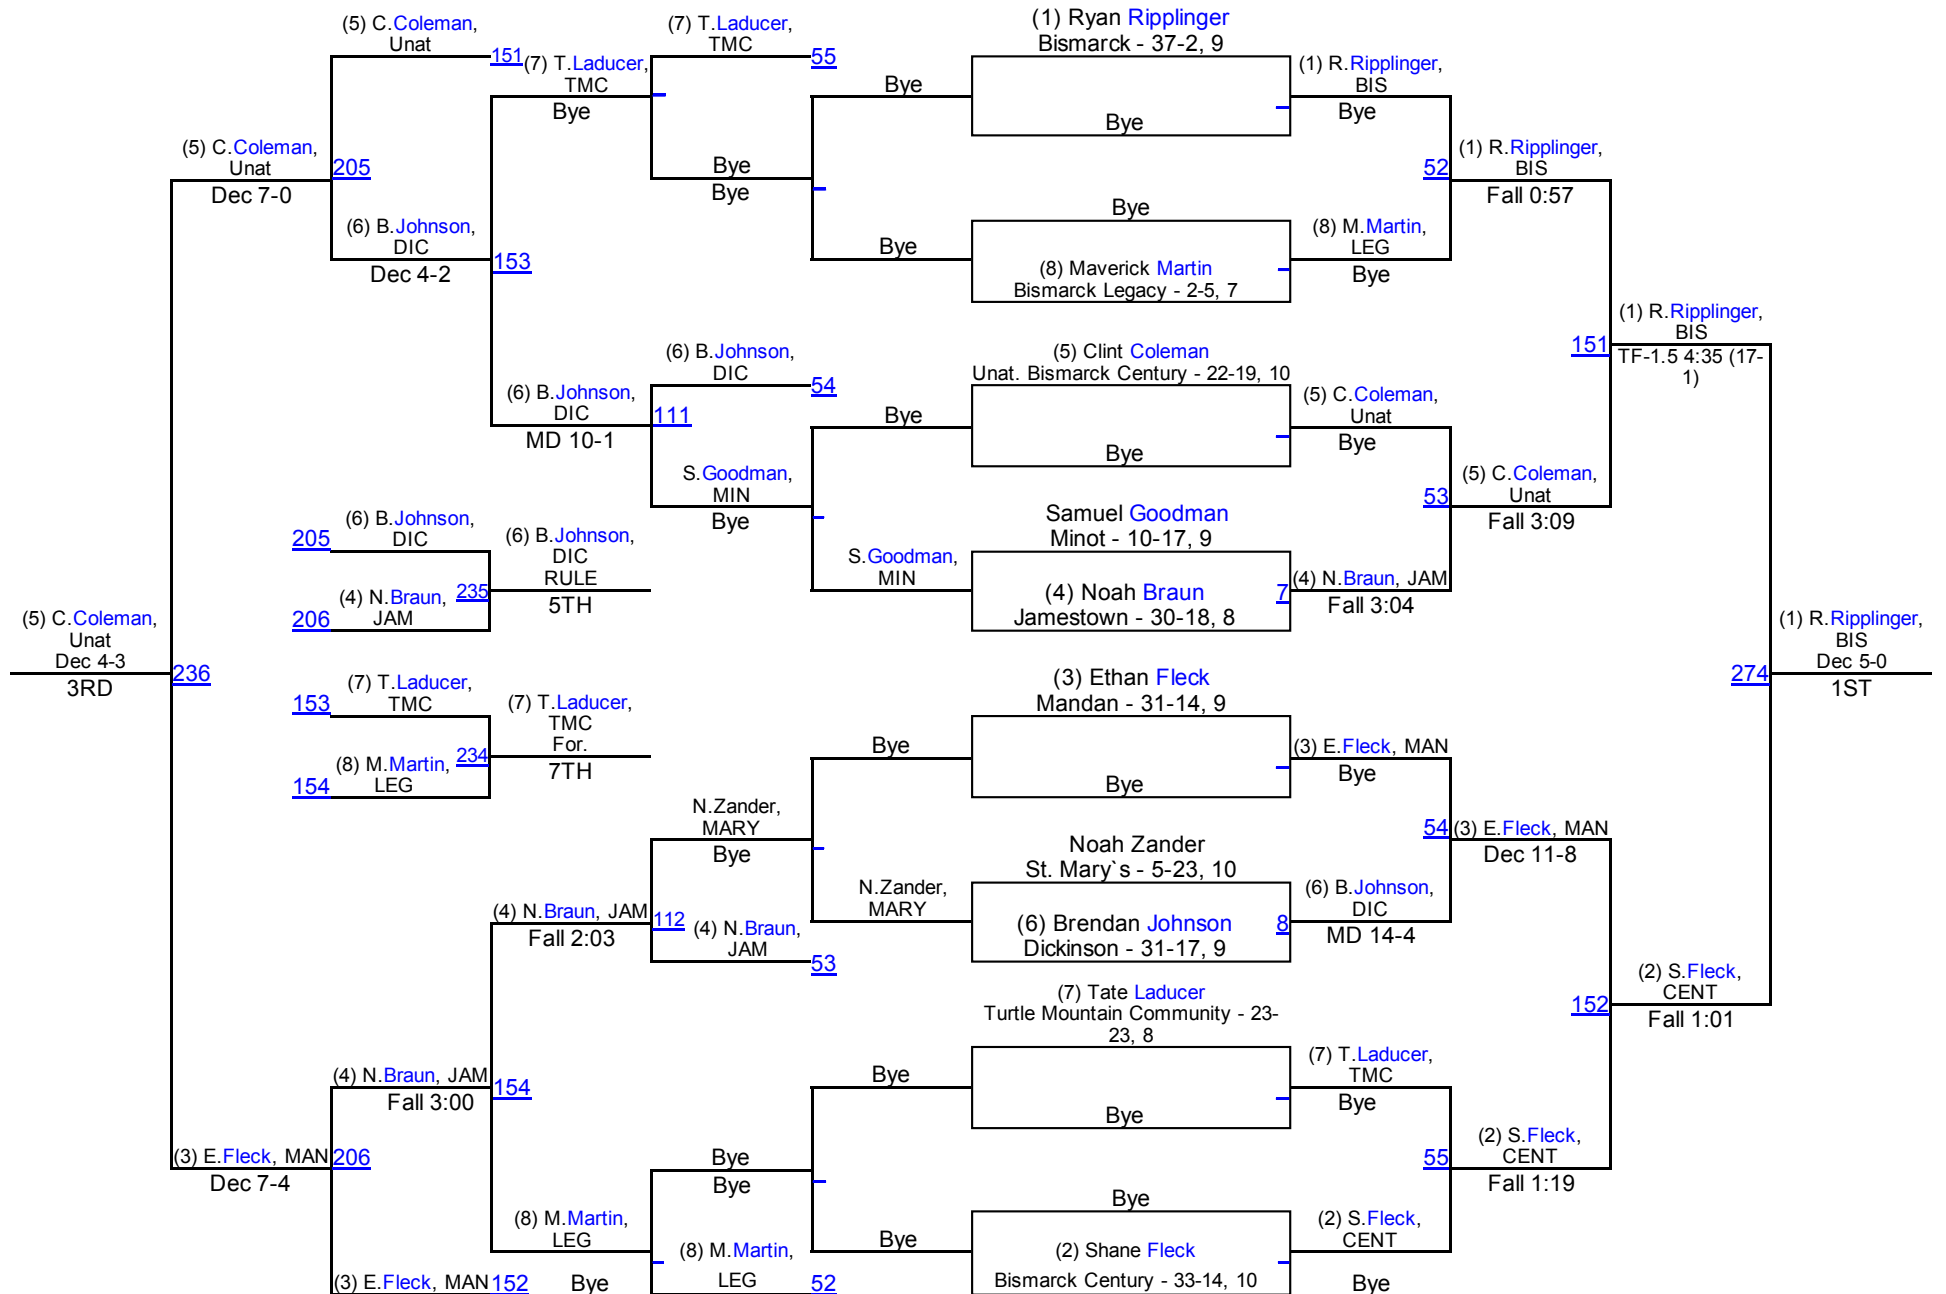 (5) C.Coleman,
Unat
151
(7) T.Laducer,
TMC
Bye
(7) T.Laducer,
TMC
55
Bye
(1) Ryan Ripplinger
Bismarck - 37-2, 9
Bye
(1) R.Ripplinger,
BIS
Bye
(5) C.Coleman,
Unat
Dec 7-0
205
Bye
Bye
52
(1) R.Ripplinger,
BIS
Fall 0:57
(6) B.Johnson,
DIC
Dec 4-2
153
Bye
Bye
(8) Maverick Martin
Bismarck Legacy - 2-5, 7
(8) M.Martin,
LEG
Bye
151
(1) R.Ripplinger,
BIS
TF-1.5 4:35 (17-
1)
(6) B.Johnson,
DIC
54
(5) Clint Coleman
Unat. Bismarck Century - 22-19, 10
Bye
(6) B.Johnson,
DIC
MD 10-1
111
Bye
(5) C.Coleman,
Unat
Bye
S.Goodman,
MIN
Bye
53
(5) C.Coleman,
Unat
Fall 3:09
205
(6) B.Johnson,
DIC
(6) B.Johnson,
DIC
RULE
5TH
235
206
(4) N.Braun,
JAM
S.Goodman,
MIN
Samuel Goodman
Minot - 10-17, 9
(4) Noah Braun
Jamestown - 30-18, 8
7
(4) N.Braun, JAM
Fall 3:04
(5) C.Coleman,
Unat
Dec 4-3
3RD
236
274
(1) R.Ripplinger,
BIS
Dec 5-0
1ST
153
(7) T.Laducer,
TMC
(7) T.Laducer,
TMC
For.
7TH
234
154
(8) M.Martin,
LEG
Bye
(3) Ethan Fleck
Mandan - 31-14, 9
Bye
(3) E.Fleck, MAN
Bye
N.Zander,
MARY
Bye
54
(3) E.Fleck, MAN
Dec 11-8
N.Zander,
MARY
Noah Zander
St. Mary`s - 5-23, 10
(6) Brendan Johnson
Dickinson - 31-17, 9
8
(6) B.Johnson,
DIC
MD 14-4
(4) N.Braun, JAM
Fall 2:03
112
(4) N.Braun,
JAM
53
152
(2) S.Fleck,
CENT
Fall 1:01
(7) Tate Laducer
Turtle Mountain Community - 23-
23, 8
Bye
Bye
(7) T.Laducer,
TMC
Bye
(4) N.Braun, JAM
Fall 3:00
154
(3) E.Fleck, MAN
Dec 7-4
206
Bye
Bye
55
(2) S.Fleck,
CENT
Fall 1:19
(8) M.Martin,
LEG
Bye
(8) M.Martin,
LEG
52
Bye
Bye
(2) Shane Fleck
Bismarck Century - 33-14, 10
(2) S.Fleck,
CENT
Bye
(3) E.Fleck, MAN
152